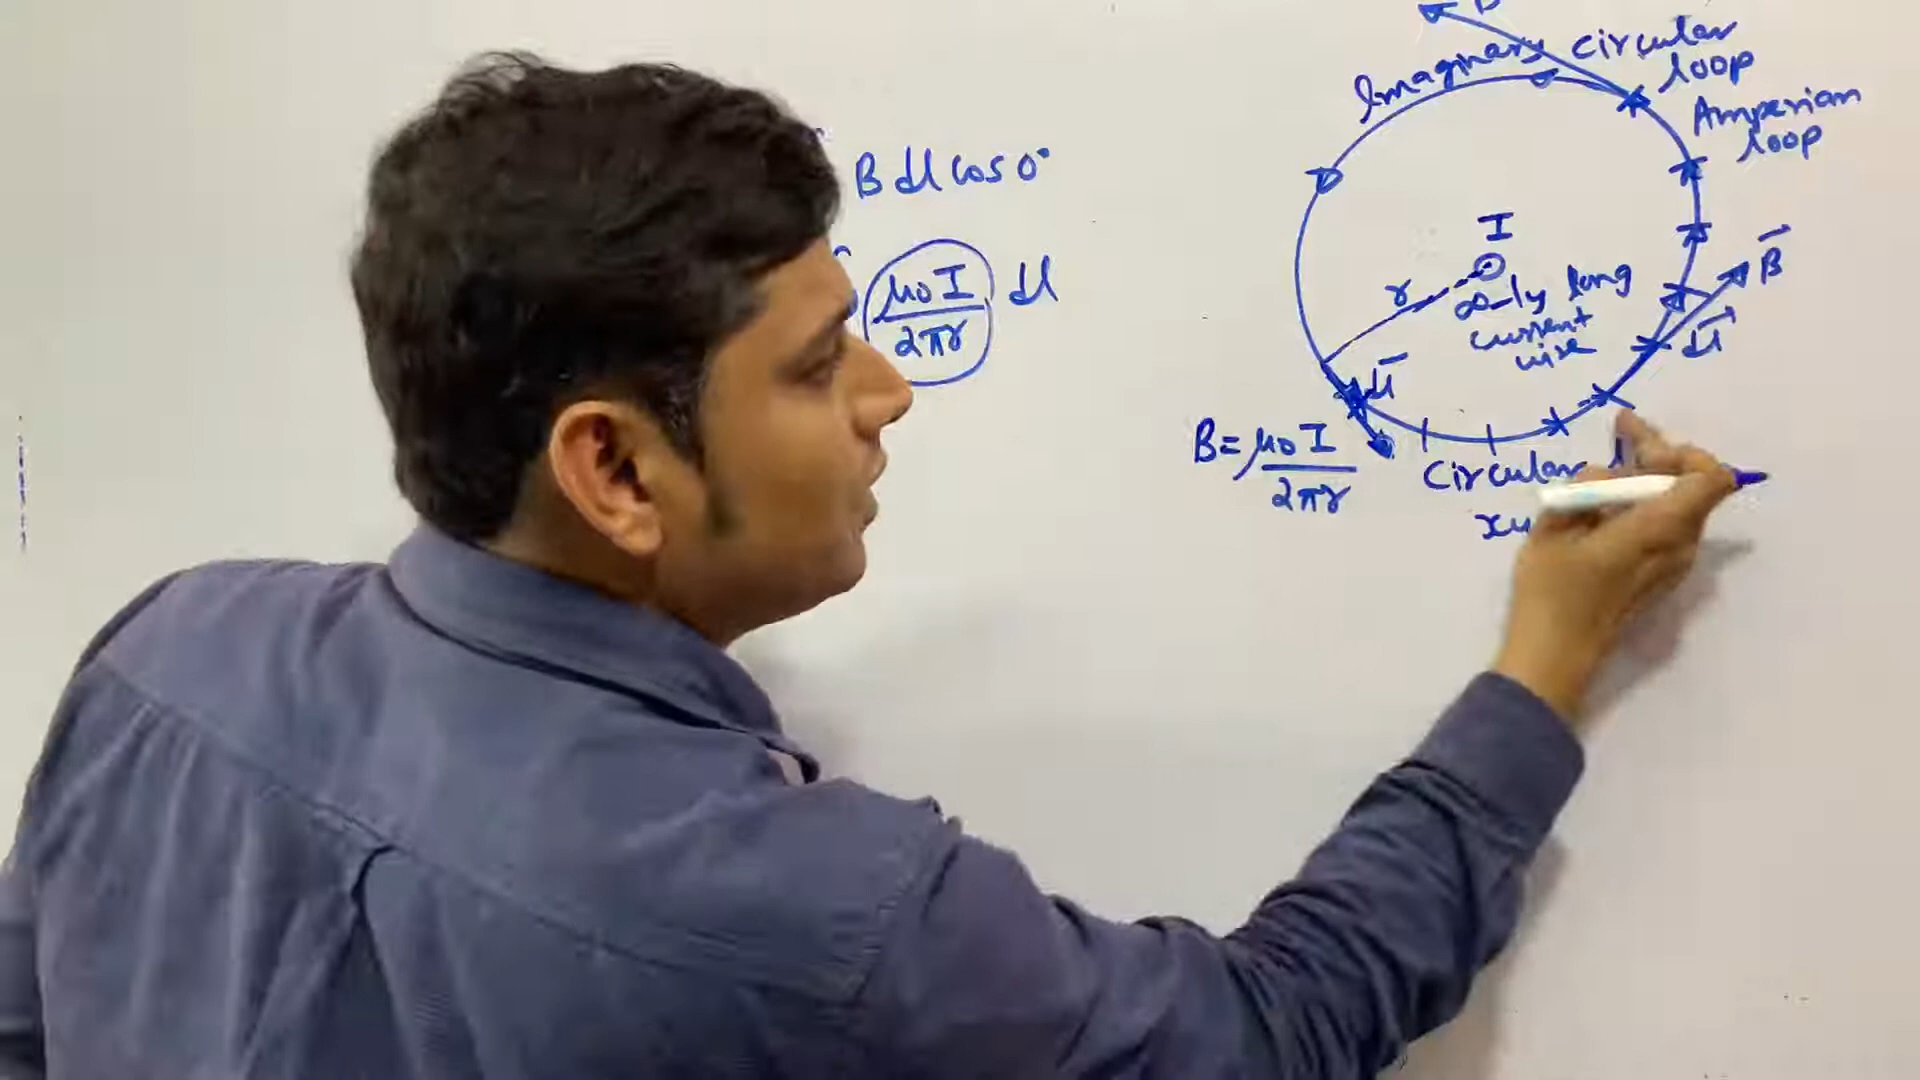 B dl cos 0°
μ0 I
2πr
dl
B
Imaginary circular
loop
Amperian
loop
I
r
∞-ly long
current
wire
B
dl
dl
B= μ0 I
2πr
Circular